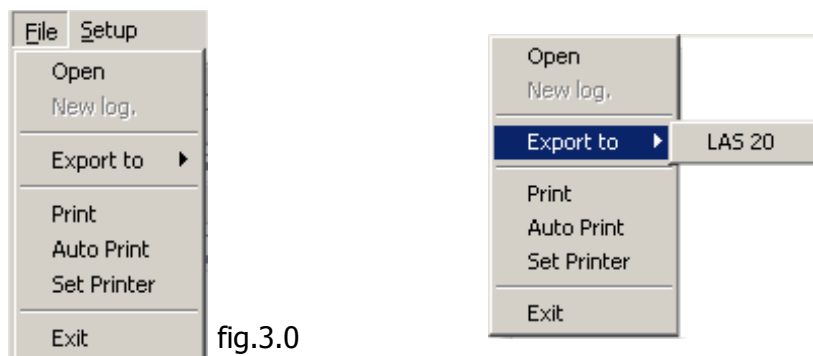 File Setup
Open
New log.
Export to
Print
Auto Print
Set Printer
Exit
fig.3.0
Open
New log.
Export to
LAS 20
Print
Auto Print
Set Printer
Exit